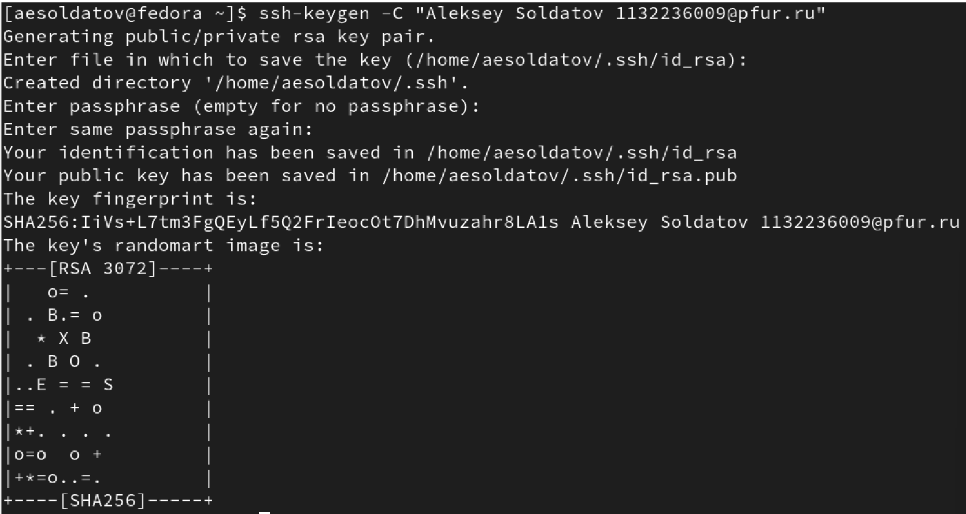 [aesoldatov@fedora ~]$ ssh-keygen -C "Aleksey Soldatov 1132236009@pfur.ru"
Generating public/private rsa key pair.
Enter file in which to save the key (/home/aesoldatov/.ssh/id_rsa):
Created directory '/home/aesoldatov/.ssh'.
Enter passphrase (empty for no passphrase):
Enter same passphrase again:
Your identification has been saved in /home/aesoldatov/.ssh/id_rsa
Your public key has been saved in /home/aesoldatov/.ssh/id_rsa.pub
The key fingerprint is:
SHA256:IiVs+L7tm3FgQEyLf5Q2FrIeocOt7DhMvuzahr8LA1s Aleksey Soldatov 1132236009@pfur.ru
The key's randomart image is:
+---[RSA 3072]----+
|   o= .          |
| . B.= o         |
|  * X B          |
| . B O .         |
|..E = = S        |
|== . + o         |
|*+. . . .        |
|o=o  o +         |
|+*=o..=.         |
+----[SHA256]-----+